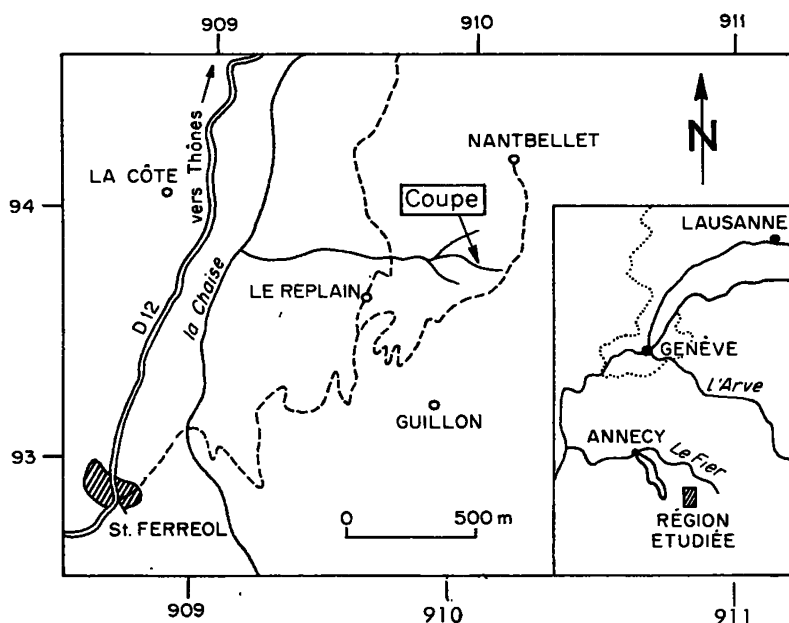 909 910 911
NANTBELLET
LA CÔTE
vers Thônes
94
Coupe
N
D12
la Chaise
LE REPLAIN
GUILLON
93
St. FERREOL
0 500 m
909 910 911
LAUSANNE
GENÈVE
L'Arve
ANNECY
Le Fier
RÉGION
ETUDIÉE